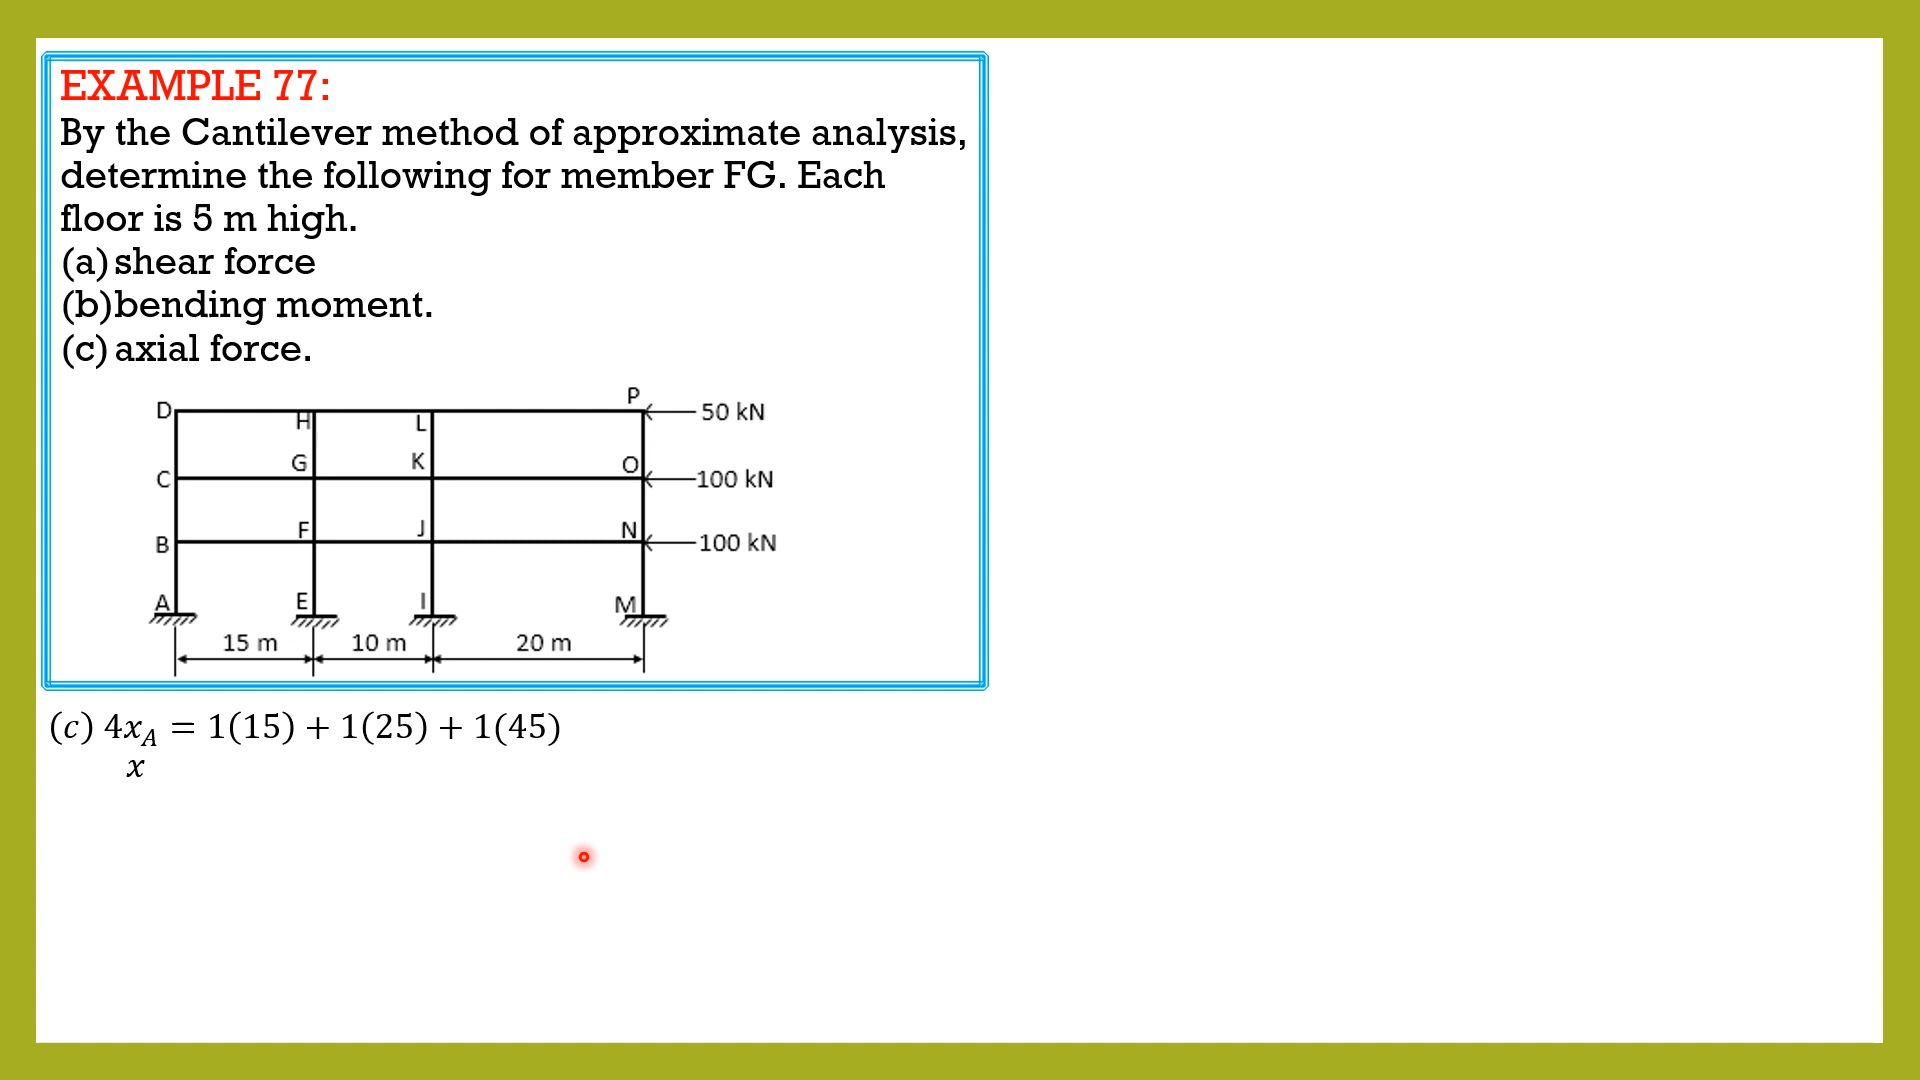 EXAMPLE 77:
By the Cantilever method of approximate analysis,
determine the following for member FG. Each
floor is 5 m high.
(a) shear force
(b) bending moment.
(c) axial force.
P
D H L 50 kN
G K O
C 100 kN
F J N
B 100 kN
A E I M
15 m 10 m 20 m
(c) 4x_A = 1(15) + 1(25) + 1(45)
x